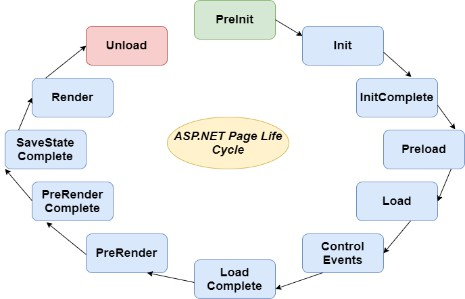 PreInit
Init
InitComplete
Preload
Load
Control
Events
Load
Complete
PreRender
PreRender
Complete
SaveState
Complete
Render
Unload
ASP.NET Page Life
Cycle